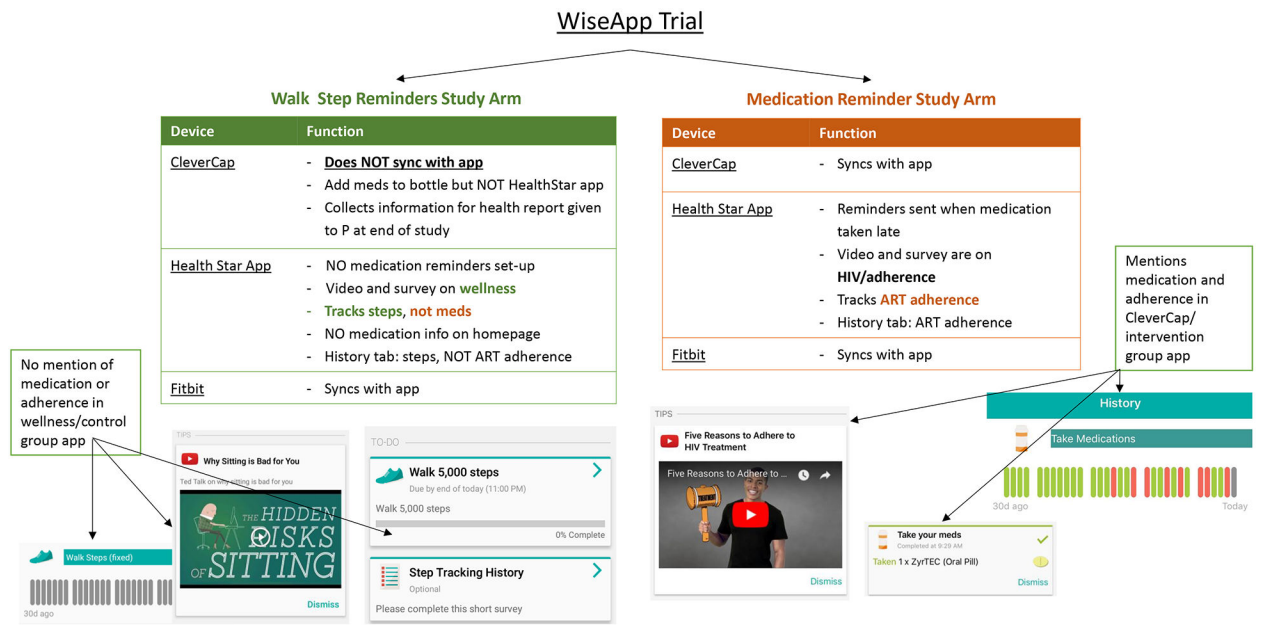 WiseApp Trial
Walk Step Reminders Study Arm
Device Function
CleverCap
- Does NOT sync with app
- Add meds to bottle but NOT HealthStar app
- Collects information for health report given
to P at end of study
Health Star App
- NO medication reminders set-up
- Video and survey on wellness
- Tracks steps, not meds
- NO medication info on homepage
- History tab: steps, NOT ART adherence
Fitbit
- Syncs with app
Medication Reminder Study Arm
Device Function
CleverCap
- Syncs with app
Health Star App
- Reminders sent when medication
taken late
- Video and survey are on
HIV/adherence
- Tracks ART adherence
- History tab: ART adherence
Fitbit
- Syncs with app
No mention of
medication or
adherence in
wellness/control
group app
Mentions
medication and
adherence in
CleverCap/
intervention
group app
Walk Steps (fixed)
30d ago
TIPS
Why Sitting is Bad for You
Ted Talk on why sitting is bad for you
THE HIDDEN
RISKS
OF SITTING
Dismiss
TO-DO
Walk 5,000 steps
Due by end of today (11:00 PM)
Walk 5,000 steps
0% Complete
Step Tracking History
Optional
Please complete this short survey
TIPS
Five Reasons to Adhere to
HIV Treatment
Five Reasons to Adhere to ...
TREATMENT
Dismiss
History
Take Medications
30d ago
Today
Take your meds
Completed at 9:29 AM
Taken 1 x ZyrTEC (Oral Pill)
Dismiss